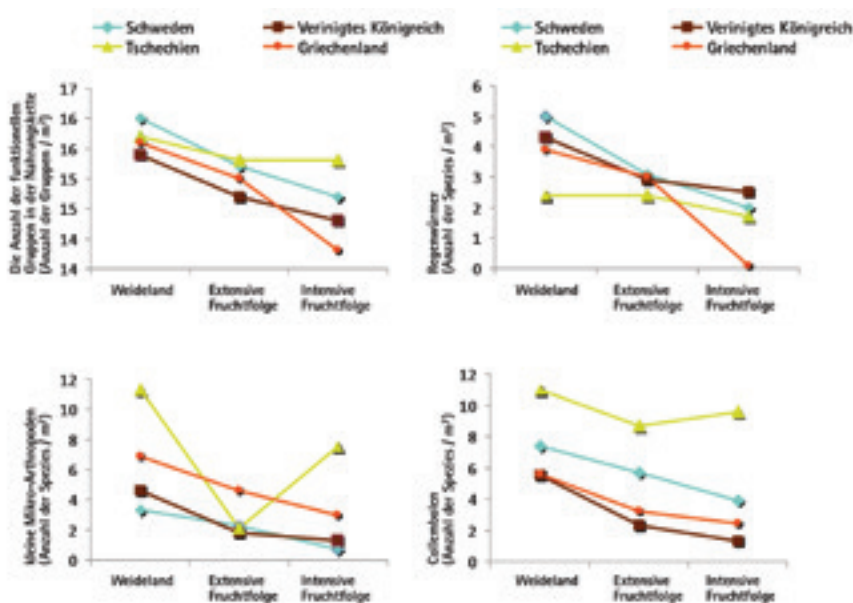 Schweden
Verinigtes Königreich
Tschechien
Griechenland
Schweden
Verinigtes Königreich
Tschechien
Griechenland
Die Anzahl der funktionellen
Gruppen in der Nahrungskette
(Anzahl der Gruppen / m²)
17
16
16
15
15
14
14
Weideland
Extensive
Fruchtfolge
Intensive
Fruchtfolge
Regenwürmer
(Anzahl der Spezies / m²)
6
5
4
3
2
1
0
Weideland
Extensive
Fruchtfolge
Intensive
Fruchtfolge
kleine Mikro-Arthropoden
(Anzahl der Spezies / m²)
12
10
8
6
4
2
0
Weideland
Extensive
Fruchtfolge
Intensive
Fruchtfolge
Collembolen
(Anzahl der Spezies / m²)
12
10
8
6
4
2
0
Weideland
Extensive
Fruchtfolge
Intensive
Fruchtfolge